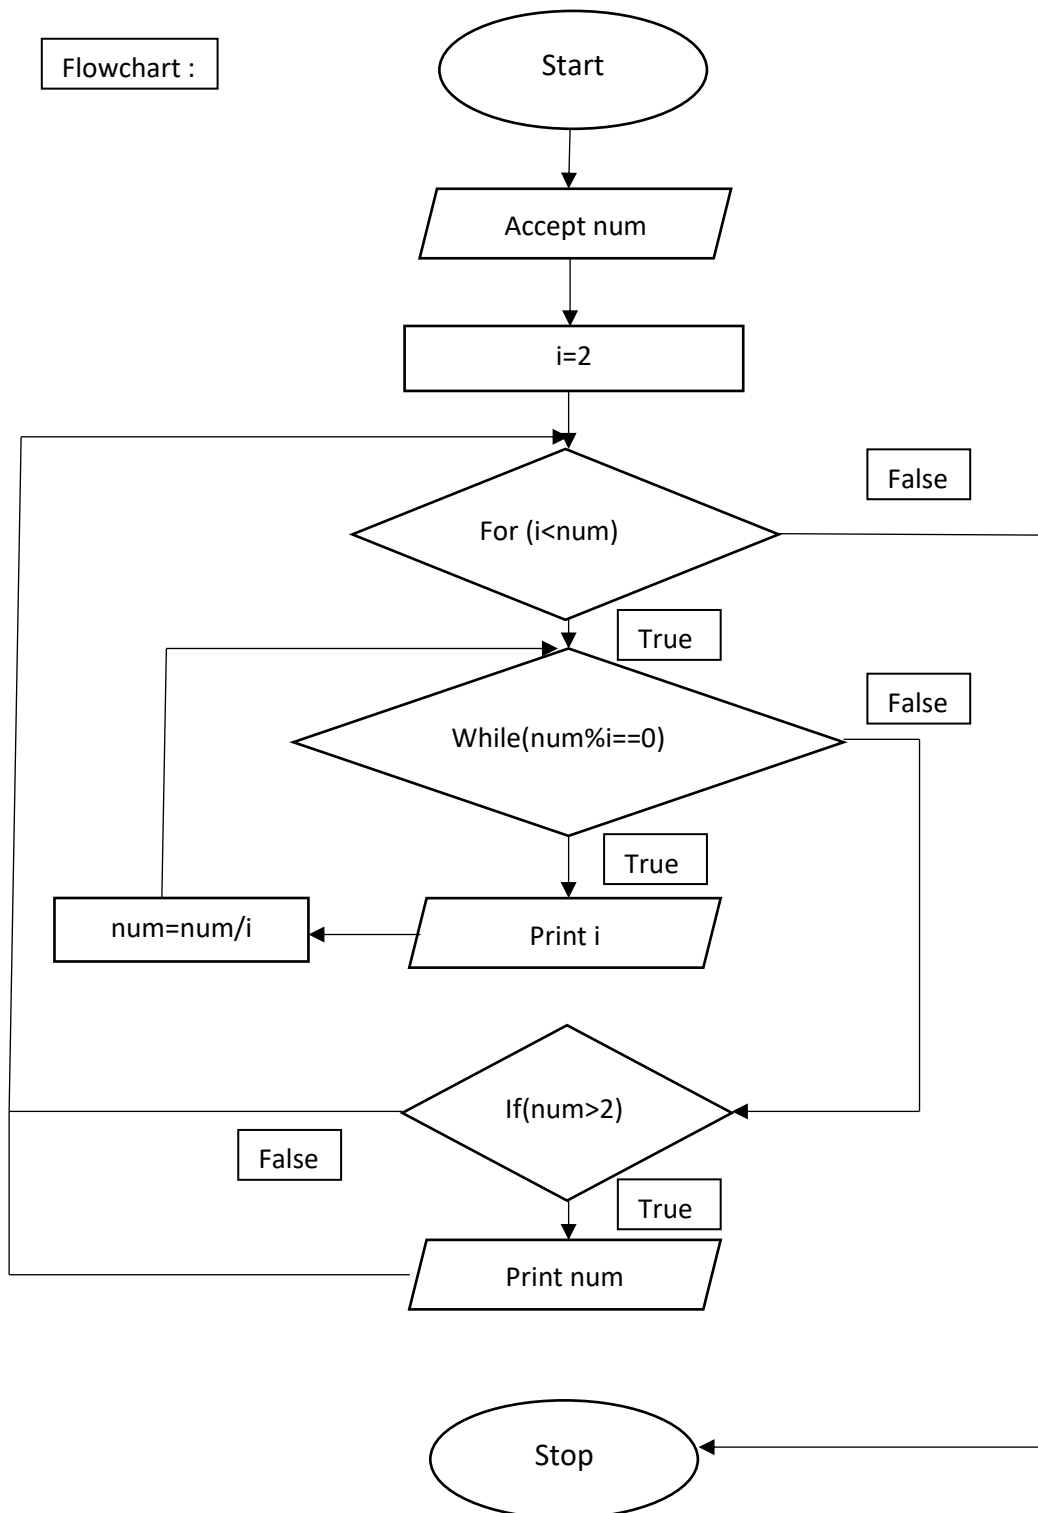 Flowchart :
Start
Accept num
i=2
For (i<num)
False
True
While(num%i==0)
False
True
num=num/i
Print i
If(num>2)
False
True
Print num
Stop